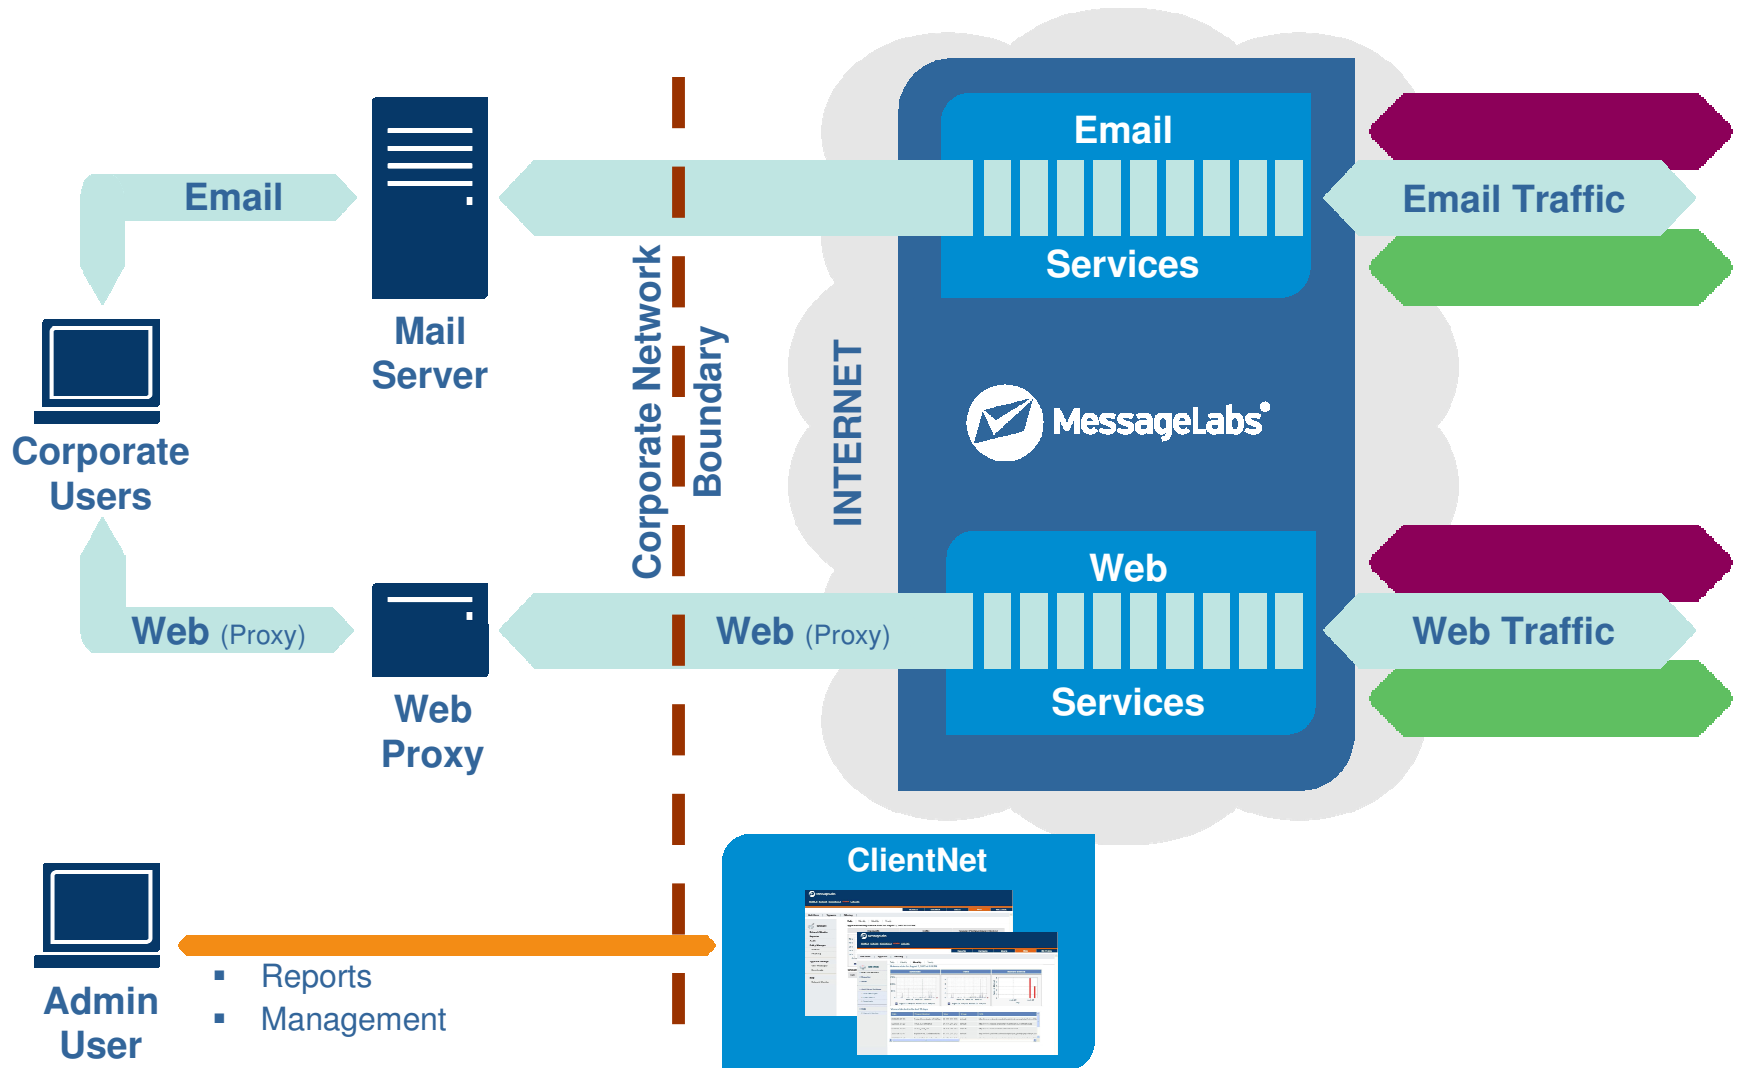 Email
Services
Email
Email Traffic
Mail
Server
Corporate Network
Boundary
INTERNET
MessageLabs
Corporate
Users
Web
Services
Web (Proxy)
Web (Proxy)
Web Traffic
Web
Proxy
ClientNet
Reports
Management
Admin
User